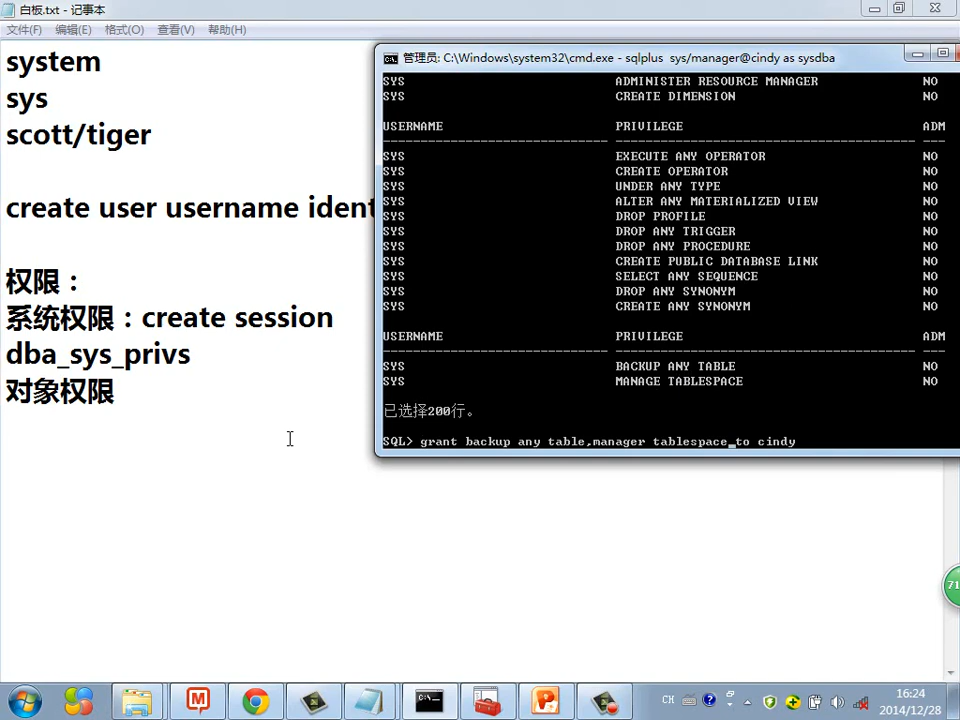 白板.txt - 记事本
文件(F) 编辑(E) 格式(O) 查看(V) 帮助(H)
system
sys
scott/tiger
create user username ident
权限：
系统权限：create session
dba_sys_privs
对象权限
管理员: C:\Windows\system32\cmd.exe - sqlplus sys/manager@cindy as sysdba
SYS ADMINISTER RESOURCE MANAGER NO
SYS CREATE DIMENSION NO
USERNAME PRIVILEGE ADM
------------------------------ ---------------------------------------- ---
SYS EXECUTE ANY OPERATOR NO
SYS CREATE OPERATOR NO
SYS UNDER ANY TYPE NO
SYS ALTER ANY MATERIALIZED VIEW NO
SYS DROP PROFILE NO
SYS DROP ANY TRIGGER NO
SYS DROP ANY PROCEDURE NO
SYS CREATE PUBLIC DATABASE LINK NO
SYS SELECT ANY SEQUENCE NO
SYS DROP ANY SYNONYM NO
SYS CREATE ANY SYNONYM NO
USERNAME PRIVILEGE ADM
------------------------------ ---------------------------------------- ---
SYS BACKUP ANY TABLE NO
SYS MANAGE TABLESPACE NO
已选择200行。
SQL> grant backup any table,manager tablespace to cindy
71
CH
16:24
2014/12/28